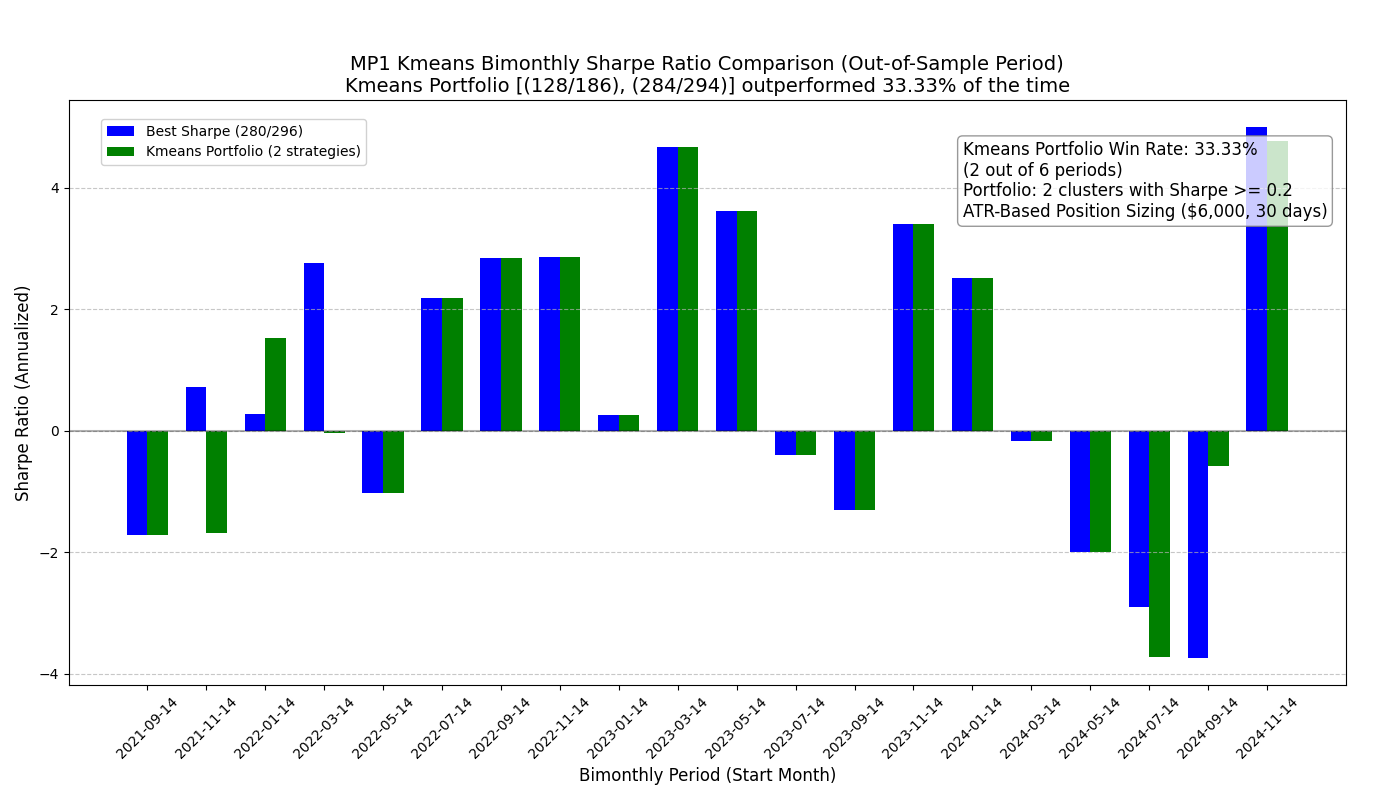 MP1 Kmeans Bimonthly Sharpe Ratio Comparison (Out-of-Sample Period)
Kmeans Portfolio [(128/186), (284/294)] outperformed 33.33% of the time
Best Sharpe (280/296)
Kmeans Portfolio (2 strategies)
Kmeans Portfolio Win Rate: 33.33%
(2 out of 6 periods)
Portfolio: 2 clusters with Sharpe >= 0.2
ATR-Based Position Sizing ($6,000, 30 days)
Sharpe Ratio (Annualized)
4
2
0
−2
−4
2021-09-14
2021-11-14
2022-01-14
2022-03-14
2022-05-14
2022-07-14
2022-09-14
2022-11-14
2023-01-14
2023-03-14
2023-05-14
2023-07-14
2023-09-14
2023-11-14
2024-01-14
2024-03-14
2024-05-14
2024-07-14
2024-09-14
2024-11-14
Bimonthly Period (Start Month)